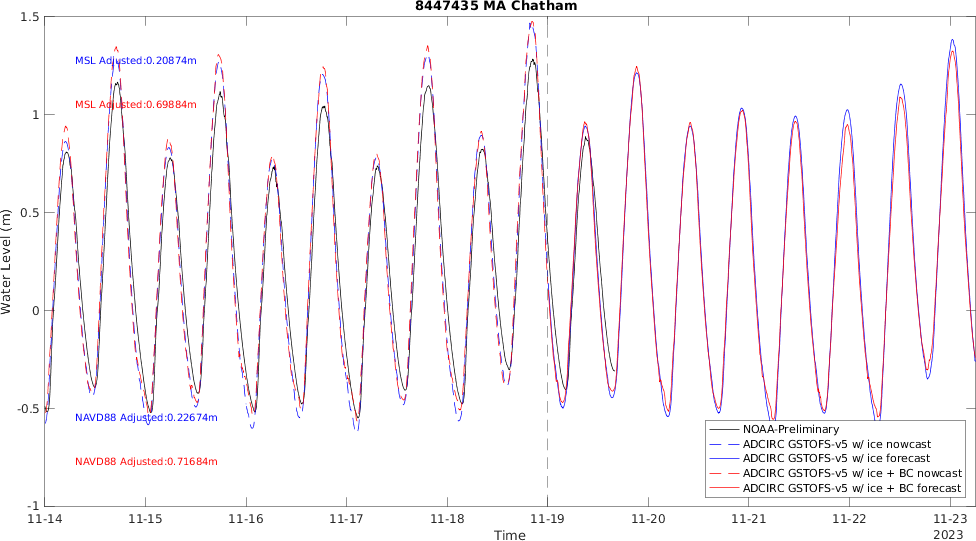 8447435 MA Chatham
1.5
1
0.5
0
-0.5
-1
Water Level (m)
MSL Adjusted:0.20874m
MSL Adjusted:0.69884m
NAVD88 Adjusted:0.22674m
NAVD88 Adjusted:0.71684m
NOAA-Preliminary
ADCIRC GSTOFS-v5 w/ ice nowcast
ADCIRC GSTOFS-v5 w/ ice forecast
ADCIRC GSTOFS-v5 w/ ice + BC nowcast
ADCIRC GSTOFS-v5 w/ ice + BC forecast
11-14 11-15 11-16 11-17 11-18 11-19 11-20 11-21 11-22 11-23
2023
Time